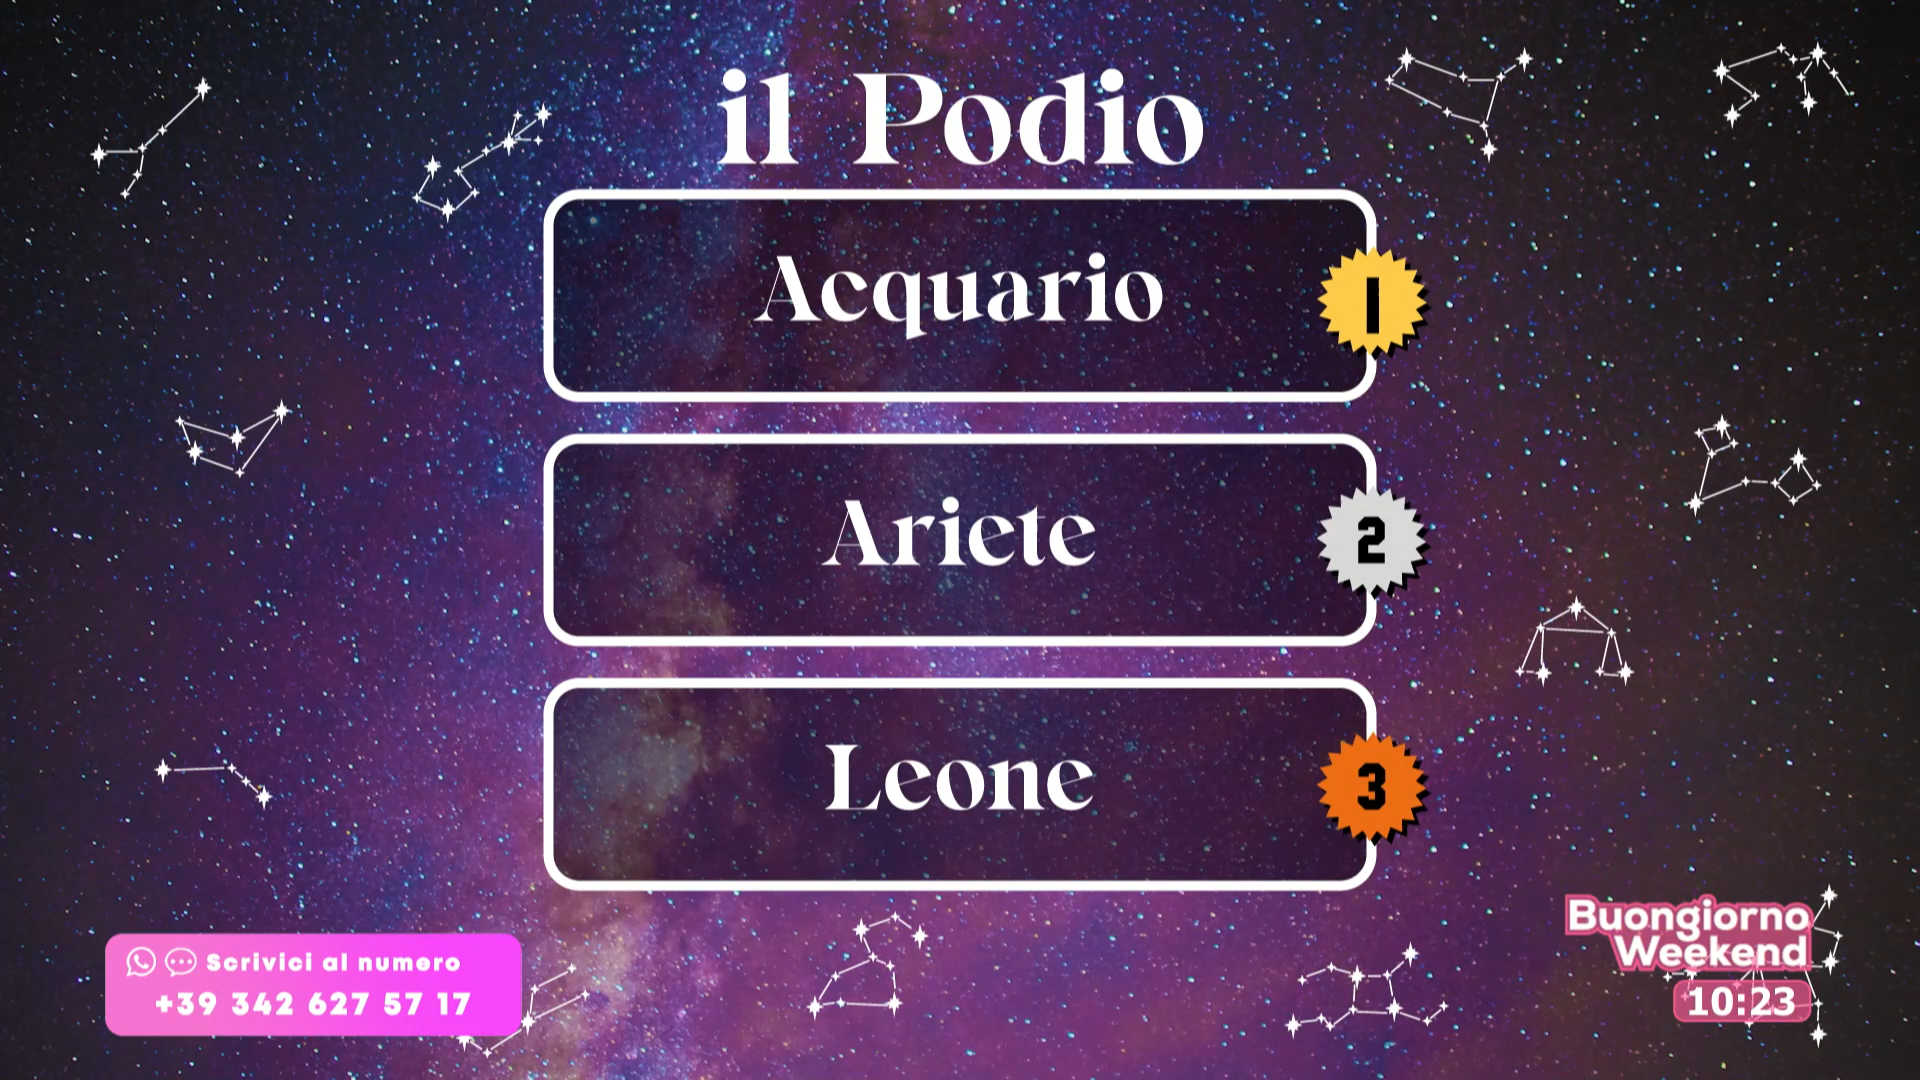 il Podio
Acquario
1
Ariete
2
Leone
3
Scrivici al numero
+39 342 627 57 17
Buongiorno
Weekend
10:23